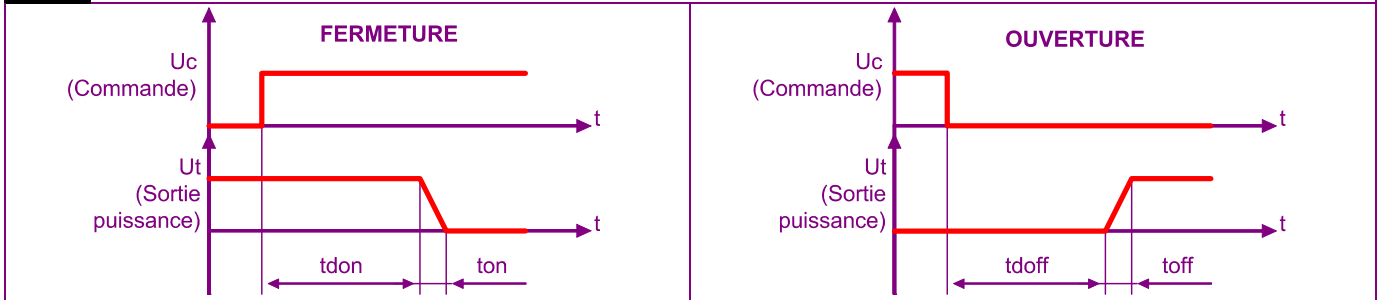 FERMETURE
Uc
(Commande)
t
Ut
(Sortie
puissance)
t
tdon
ton
OUVERTURE
Uc
(Commande)
t
Ut
(Sortie
puissance)
t
tdoff
toff